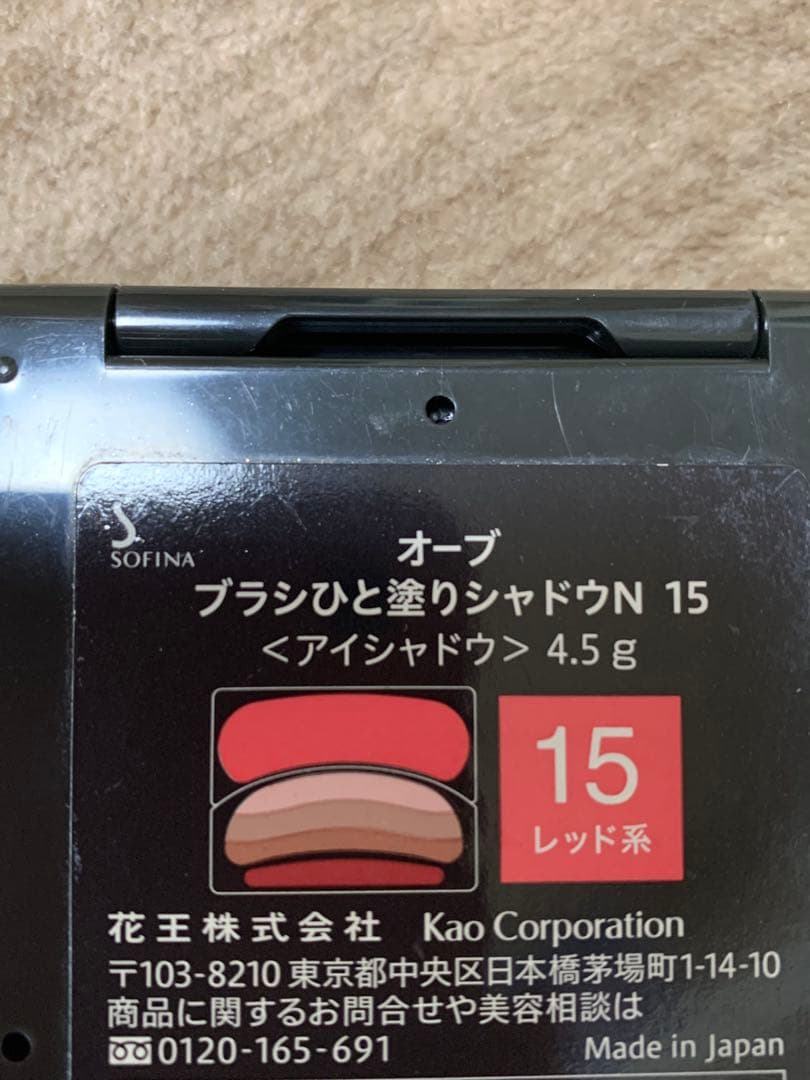 SOFINA
オーブ
ブラシひと塗りシャドウN 15
<アイシャドウ> 4.5g
15
レッド系
花王株式会社 Kao Corporation
〒103-8210 東京都中央区日本橋茅場町1-14-10
商品に関するお問合せや美容相談は
0120-165-691 Made in Japan